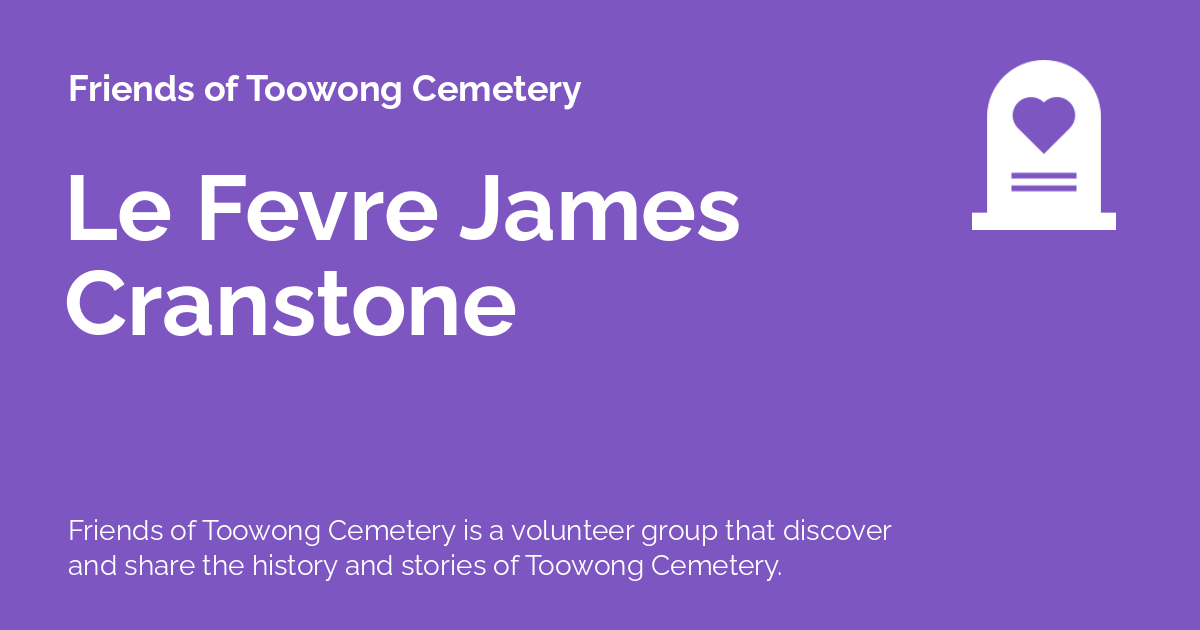 Friends of Toowong Cemetery
Le Fevre James
Cranstone
Friends of Toowong Cemetery is a volunteer group that discover
and share the history and stories of Toowong Cemetery.